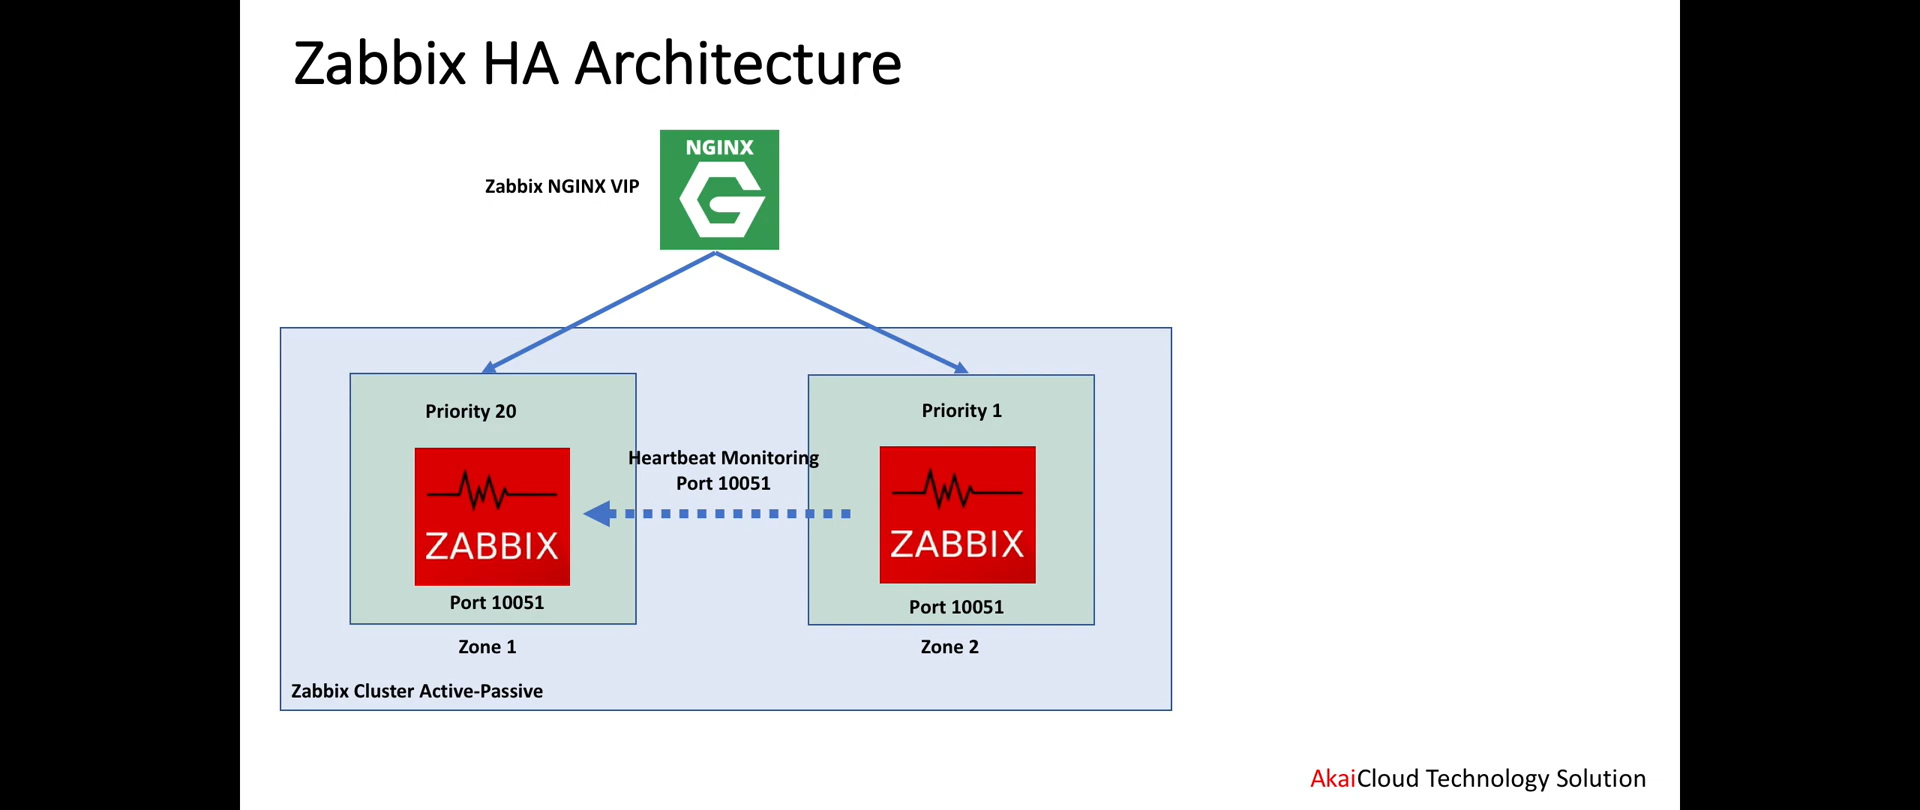 Zabbix HA Architecture
NGINX
Zabbix NGINX VIP
Priority 20
Priority 1
Heartbeat Monitoring
Port 10051
ZABBIX
ZABBIX
Port 10051
Port 10051
Zone 1
Zone 2
Zabbix Cluster Active-Passive
AkaiCloud Technology Solution